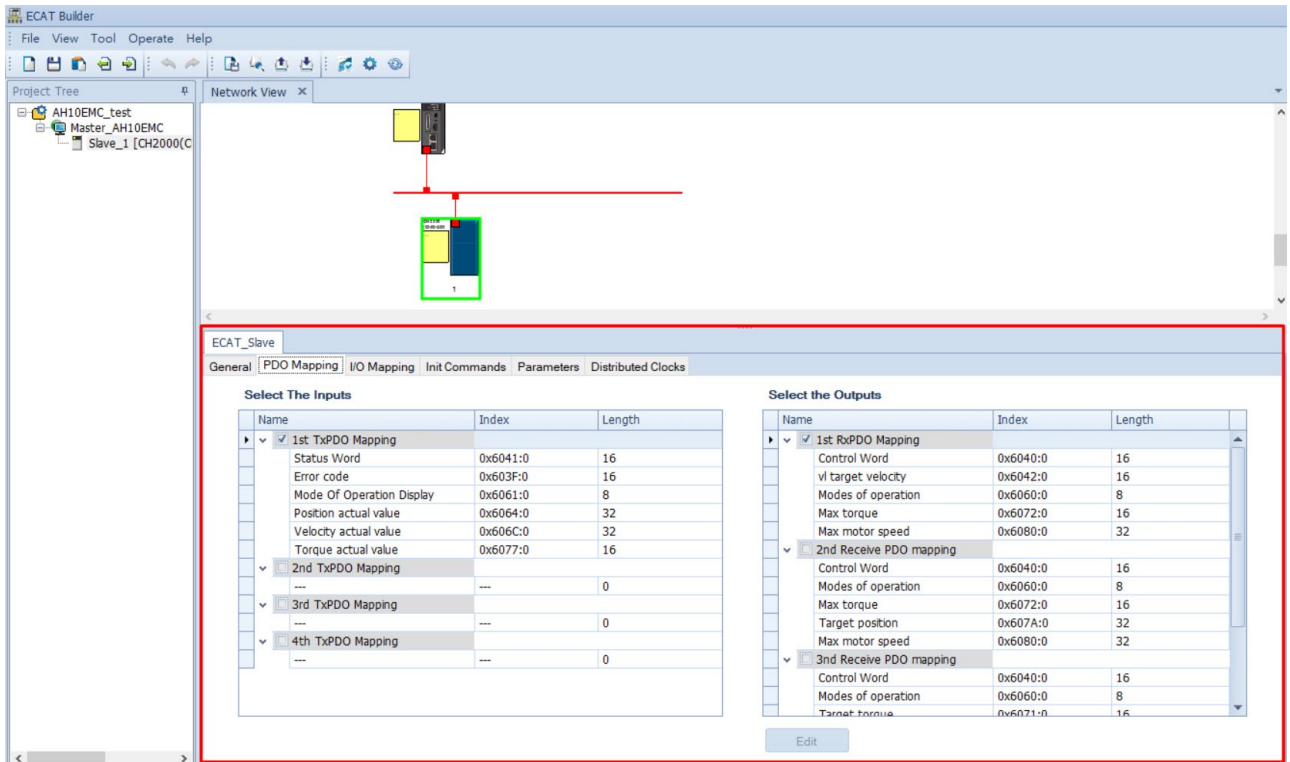 ECAT Builder
File View Tool Operate Help
Project Tree
Network View
AH10EMC_test
Master_AH10EMC
Slave_1 [CH2000(C
1
ECAT_Slave
General PDO Mapping I/O Mapping Init Commands Parameters Distributed Clocks
Select The Inputs
Name Index Length
1st TxPDO Mapping
Status Word 0x6041:0 16
Error code 0x603F:0 16
Mode Of Operation Display 0x6061:0 8
Position actual value 0x6064:0 32
Velocity actual value 0x606C:0 32
Torque actual value 0x6077:0 16
2nd TxPDO Mapping
--- --- 0
3rd TxPDO Mapping
--- --- 0
4th TxPDO Mapping
--- --- 0
Select the Outputs
Name Index Length
1st RxPDO Mapping
Control Word 0x6040:0 16
vl target velocity 0x6042:0 16
Modes of operation 0x6060:0 8
Max torque 0x6072:0 16
Max motor speed 0x6080:0 32
2nd Receive PDO mapping
Control Word 0x6040:0 16
Modes of operation 0x6060:0 8
Max torque 0x6072:0 16
Target position 0x607A:0 32
Max motor speed 0x6080:0 32
3nd Receive PDO mapping
Control Word 0x6040:0 16
Modes of operation 0x6060:0 8
Target torque 0x6071:0 16
Edit